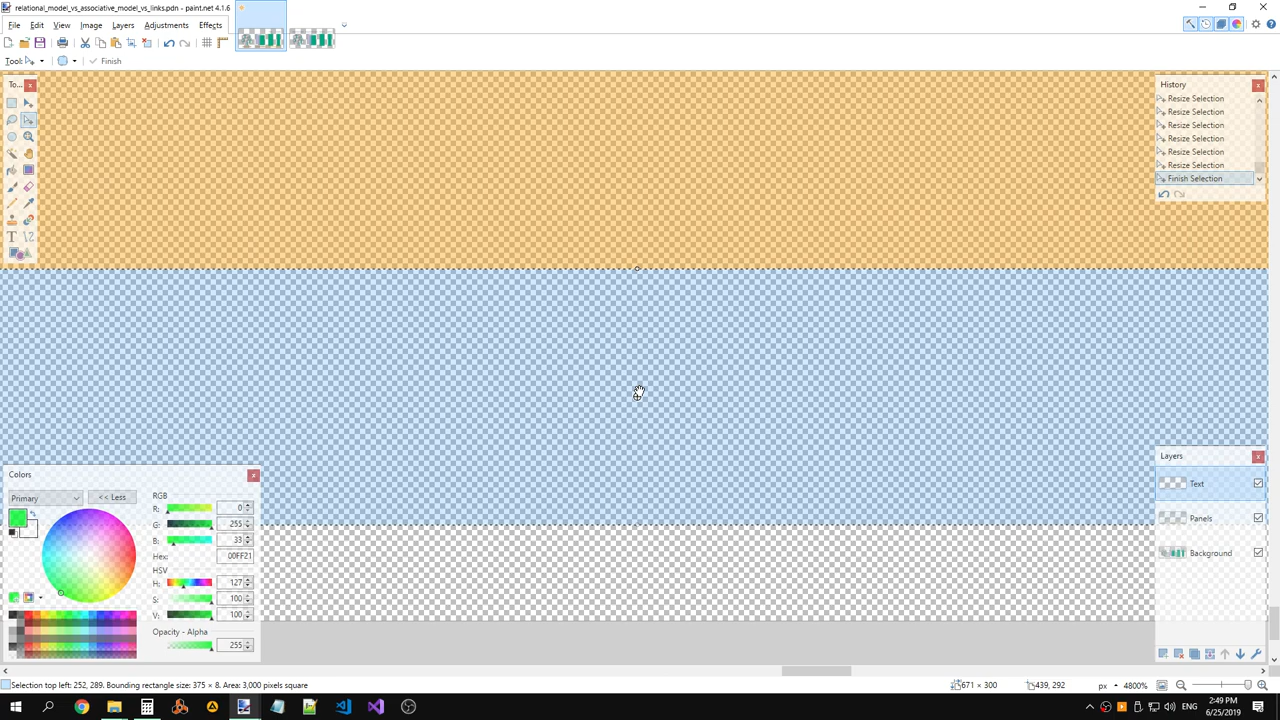 relational_model_vs_associative_model_vs_links.pdn - paint.net 4.1.6
File Edit View Image Layers Adjustments Effects
Tool: Finish
To...
History
Resize Selection
Resize Selection
Resize Selection
Resize Selection
Resize Selection
Resize Selection
Finish Selection
Layers
Text
Panels
Background
Colors
Primary
<< Less
RGB
R: 0
G: 255
B: 33
Hex: 00FF21
HSV
H: 127
S: 100
V: 100
Opacity - Alpha
255
Selection top left: 252, 289. Bounding rectangle size: 375 × 8. Area: 3,000 pixels square
671 × 300
439, 292
px
4800%
ENG
2:49 PM
6/25/2019